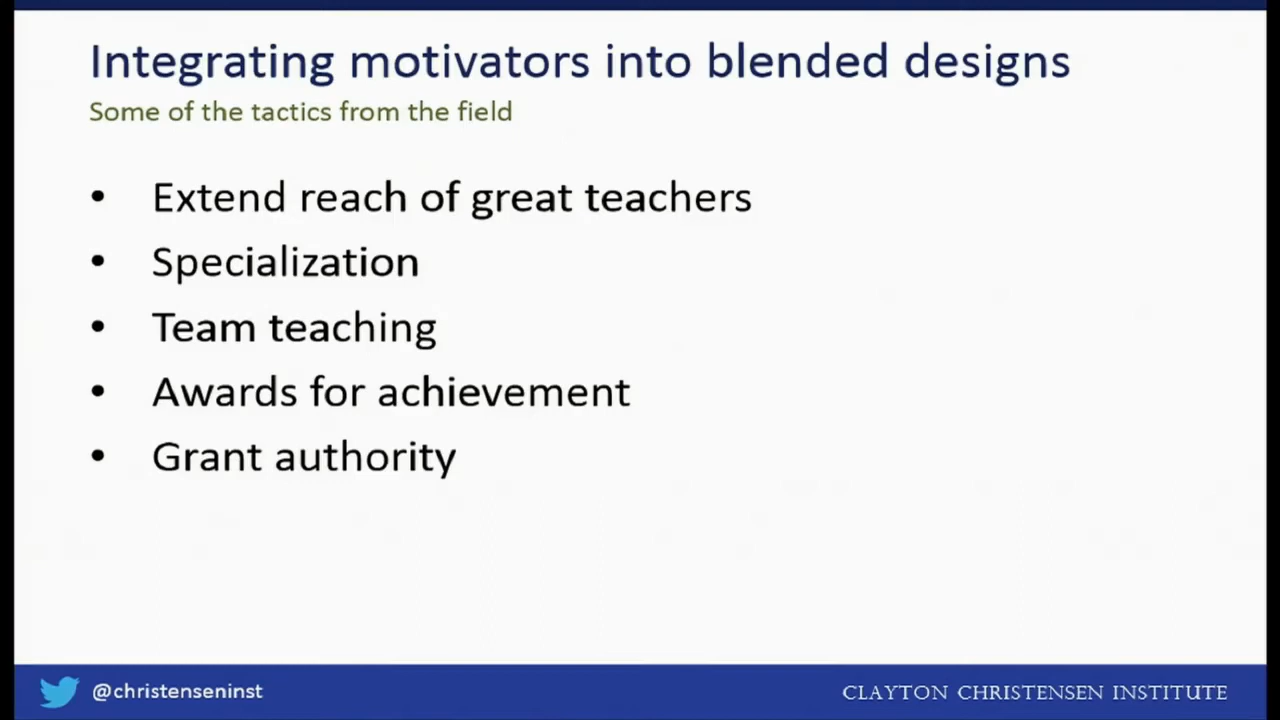 Integrating motivators into blended designs
Some of the tactics from the field
• Extend reach of great teachers
• Specialization
• Team teaching
• Awards for achievement
• Grant authority
@christenseninst
CLAYTON CHRISTENSEN INSTITUTE